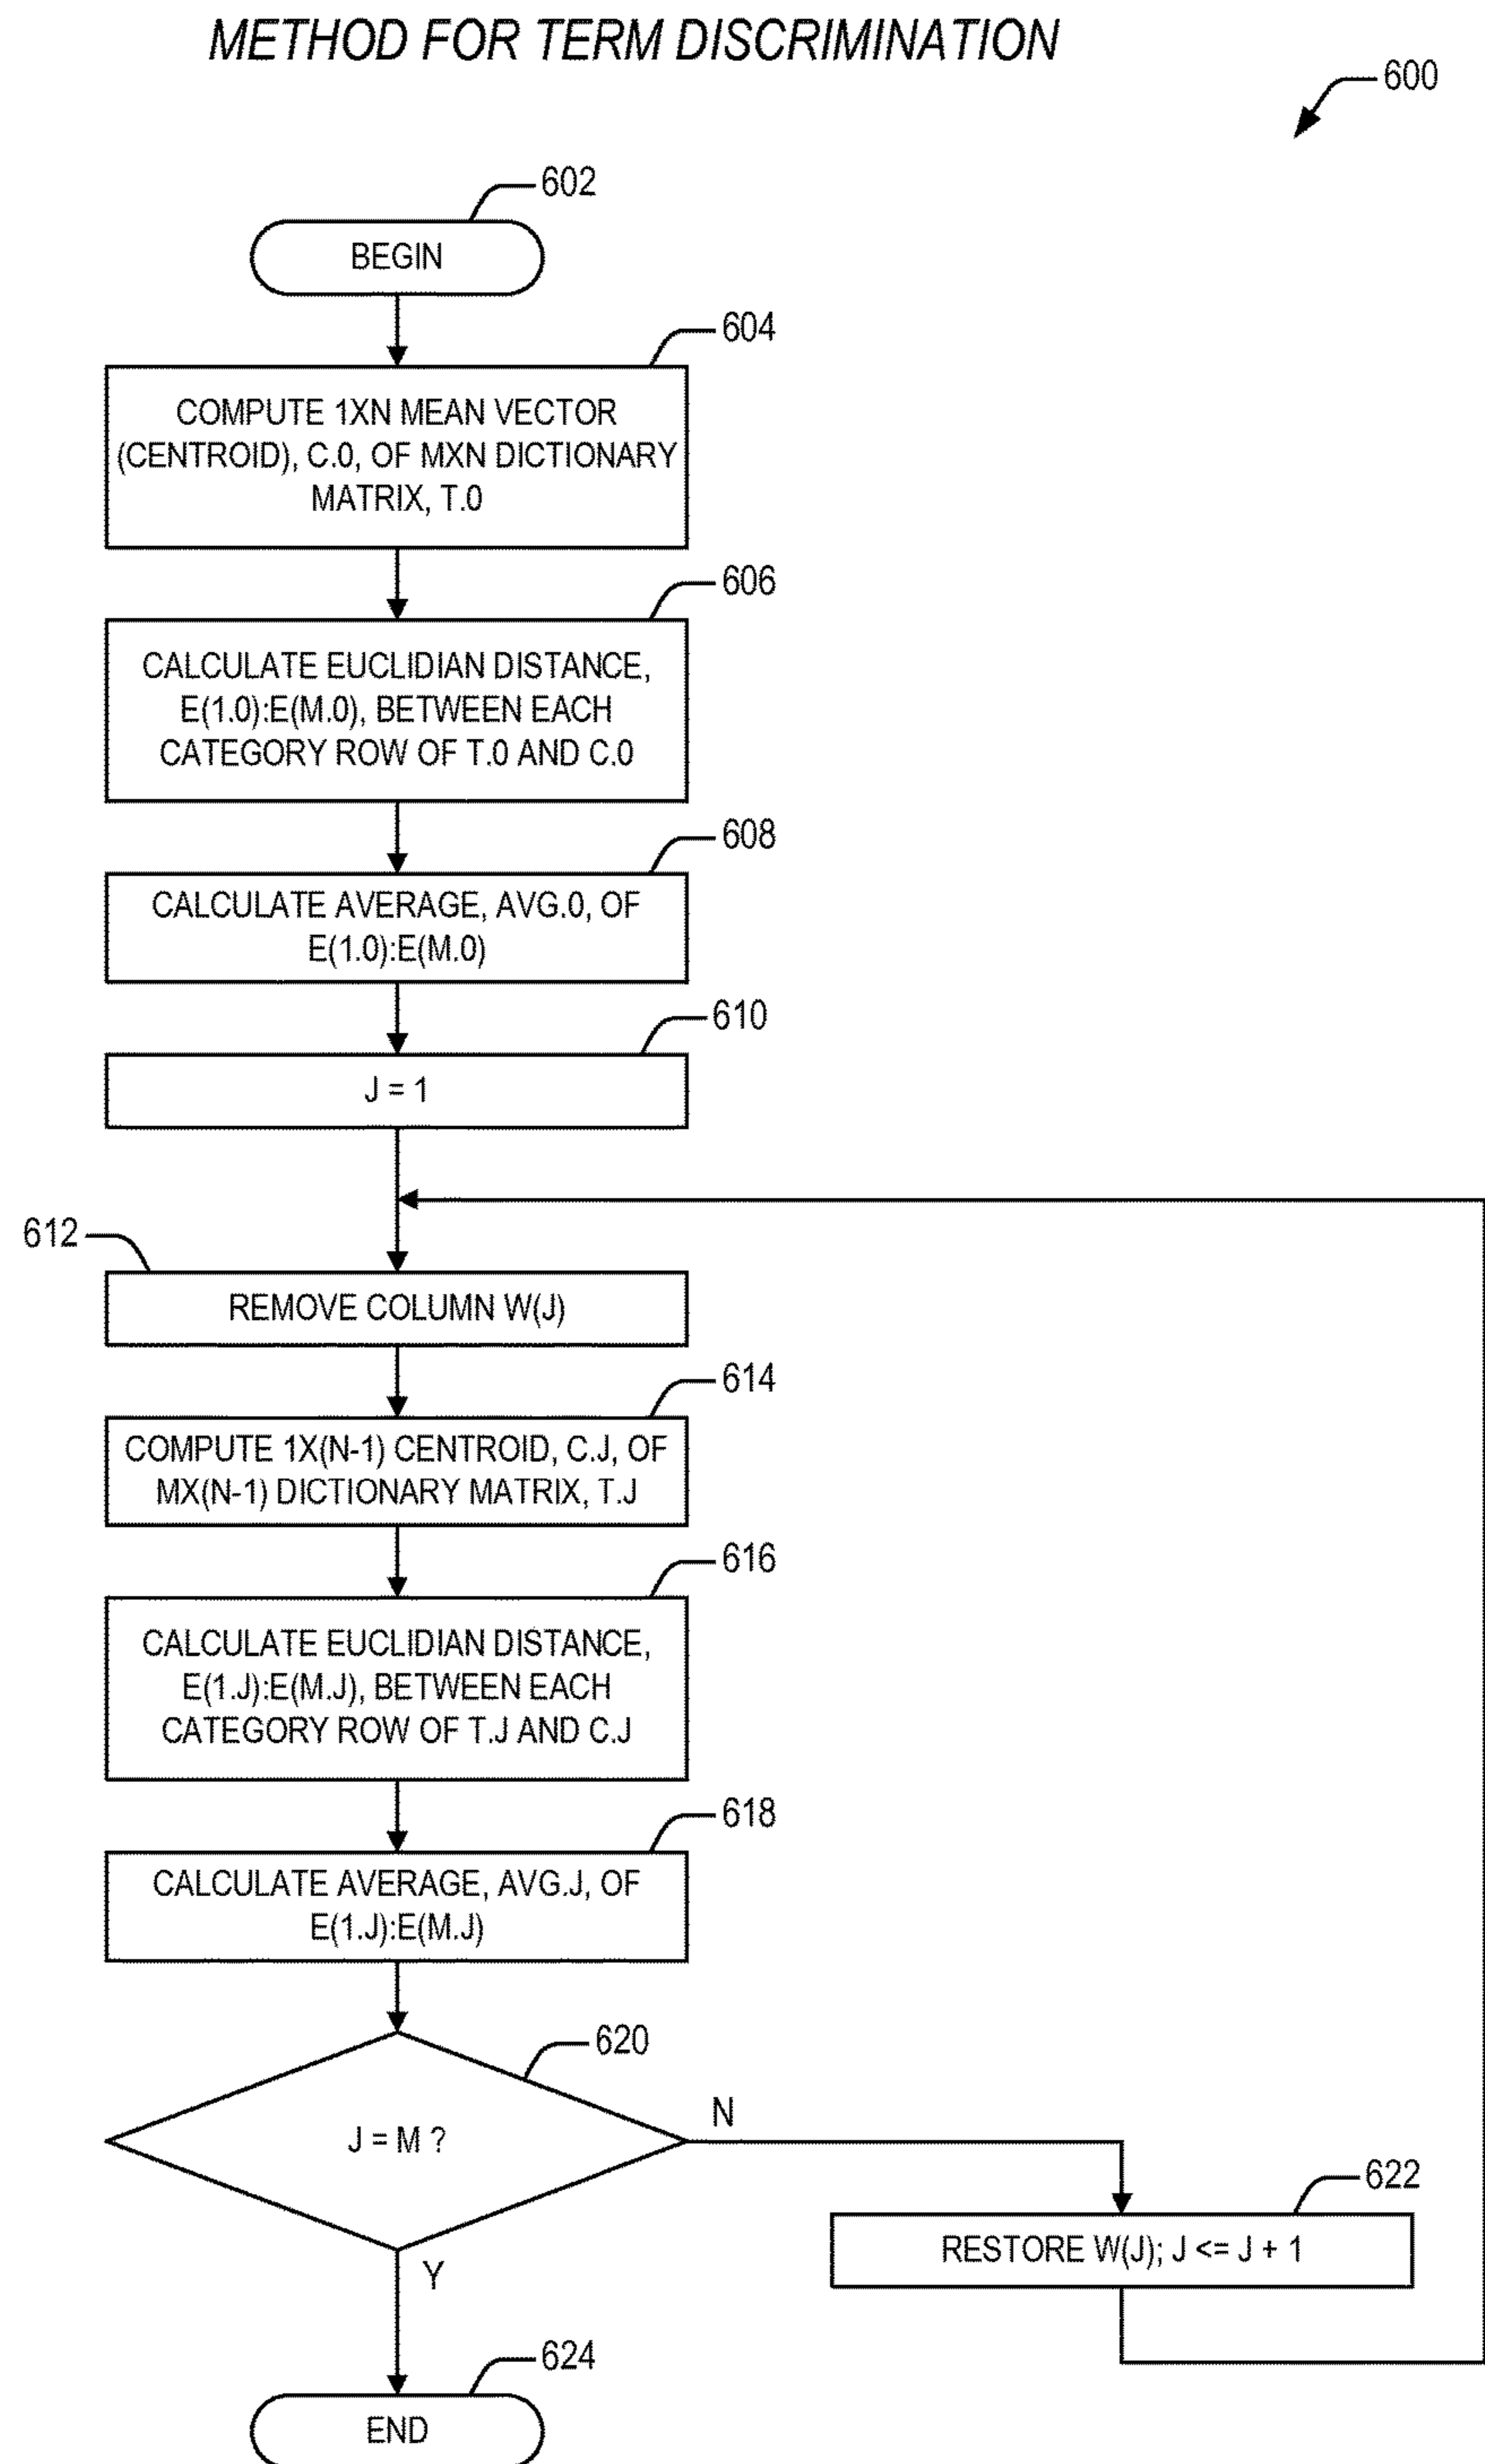 METHOD FOR TERM DISCRIMINATION
600
602
BEGIN
604
COMPUTE 1XN MEAN VECTOR
(CENTROID), C.0, OF MXN DICTIONARY
MATRIX, T.0
606
CALCULATE EUCLIDIAN DISTANCE,
E(1.0):E(M.0), BETWEEN EACH
CATEGORY ROW OF T.0 AND C.0
608
CALCULATE AVERAGE, AVG.0, OF
E(1.0):E(M.0)
610
J = 1
612
REMOVE COLUMN W(J)
614
COMPUTE 1X(N-1) CENTROID, C.J, OF
MX(N-1) DICTIONARY MATRIX, T.J
616
CALCULATE EUCLIDIAN DISTANCE,
E(1.J):E(M.J), BETWEEN EACH
CATEGORY ROW OF T.J AND C.J
618
CALCULATE AVERAGE, AVG.J, OF
E(1.J):E(M.J)
620
J = M ?
N
622
RESTORE W(J); J <= J + 1
Y
624
END